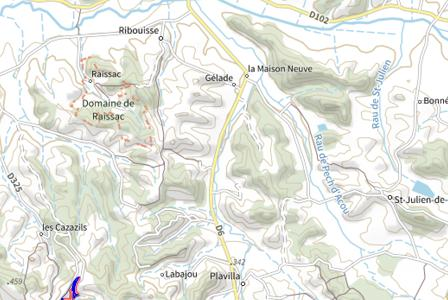 D102
Ribouisse
la Maison Neuve
Raissac
Gélade
Domaine de
Raissac
Bonné
Rau de St-Julien
Rau de Pech d'Acou
D325
St-Julien-de-
les Cazazils
D6
342
459
Labajou
Plavilla